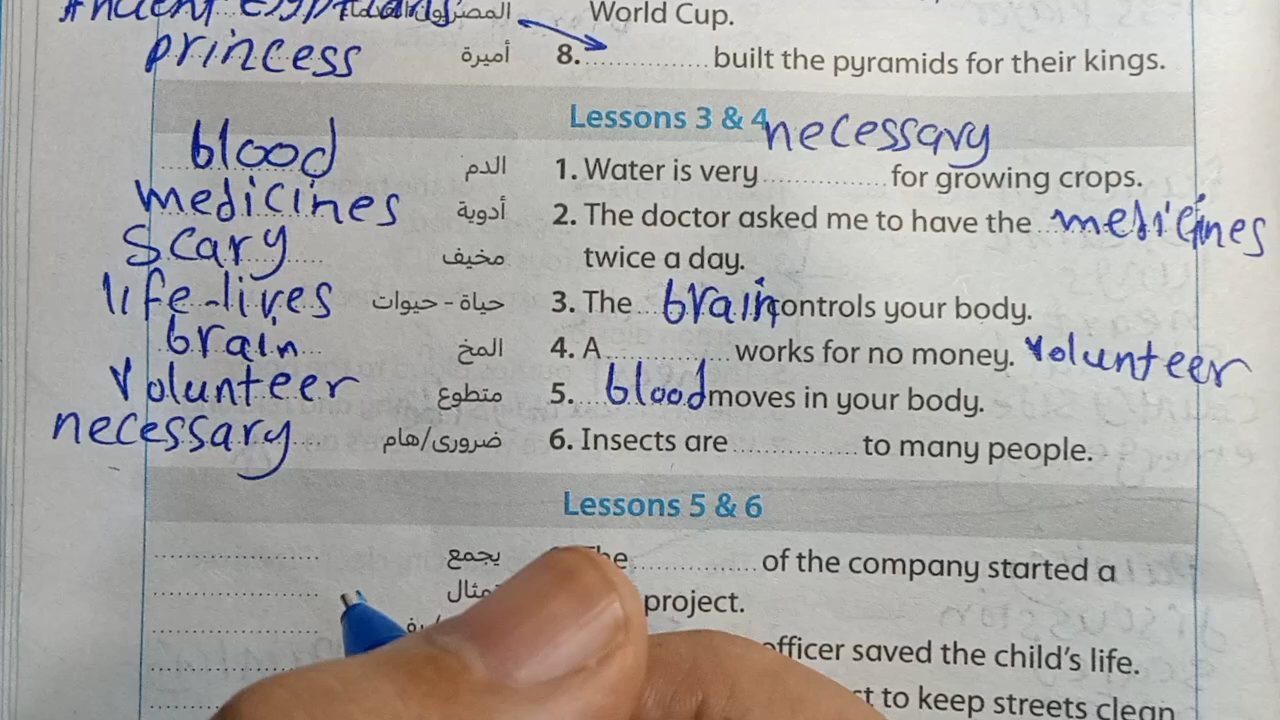 Ancient Egyptians World Cup.
princess أميرة 8. ............... built the pyramids for their kings.
Lessons 3 & 4
necessary
blood الدم 1. Water is very ............... for growing crops.
medicines أدوية 2. The doctor asked me to have the medicines
scary مخيف twice a day.
life-lives حياة - حيوات 3. The brain controls your body.
brain المخ 4. A ............... works for no money. volunteer
volunteer متطوع 5. blood moves in your body.
necessary ضرورى/هام 6. Insects are ............... to many people.
Lessons 5 & 6
............... يجمع The ............... of the company started a
project.
officer saved the child's life.
to keep streets clean